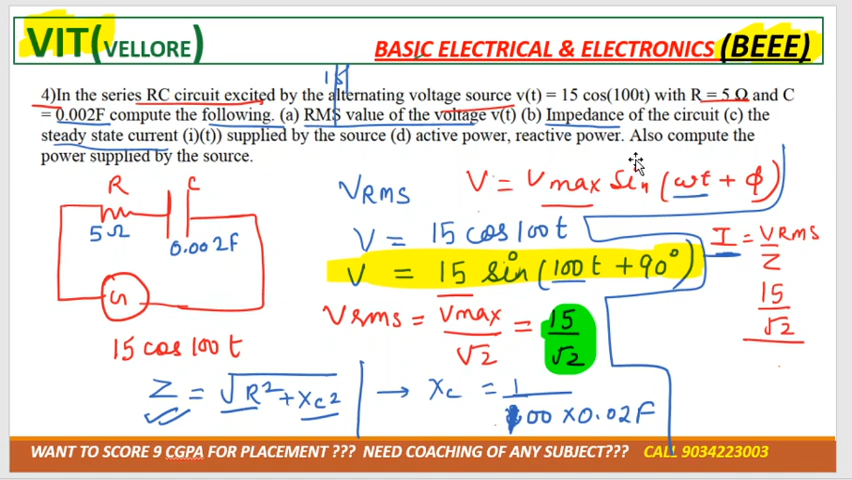 VIT(VELLORE)
BASIC ELECTRICAL & ELECTRONICS (BEEE)
4)In the series RC circuit excited by the alternating voltage source v(t) = 15 cos(100t) with R = 5 Ω and C
= 0.002F compute the following. (a) RMS value of the voltage v(t) (b) Impedance of the circuit (c) the
steady state current (i)(t)) supplied by the source (d) active power, reactive power. Also compute the
power supplied by the source.
R C
5Ω
0.002F
15 cos 100 t
VRMS
V = Vmax Sin (ωt + ϕ)
V = 15 cos 100 t
V = 15 sin (100 t + 90°)
Vrms = Vmax/√2 = 15/√2
I = VRMS/Z
15/√2
Z = √R² + Xc2 → Xc = 1/100 × 0.02F
WANT TO SCORE 9 CGPA FOR PLACEMENT ??? NEED COACHING OF ANY SUBJECT??? CALL 9034223003